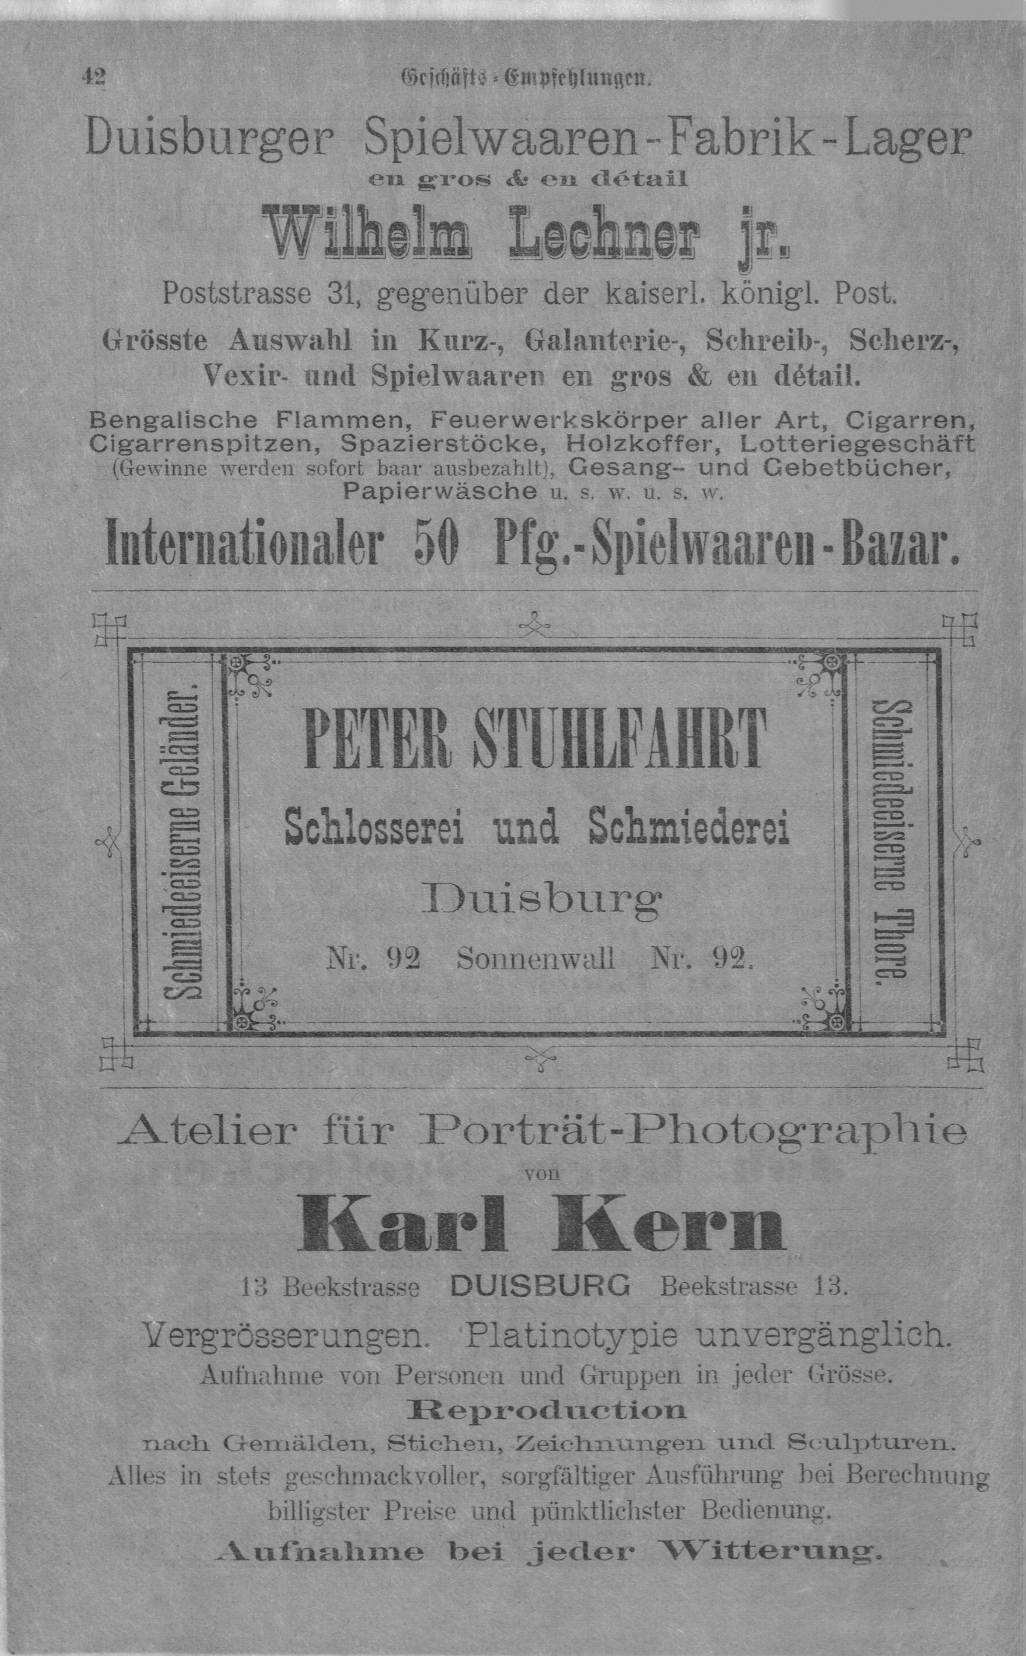 42
Geschäfts-Empfehlungen.
Duisburger Spielwaaren-Fabrik-Lager
en gros & en détail
Wilhelm Lechner jr.
Poststrasse 31, gegenüber der kaiserl. königl. Post.
Grösste Auswahl in Kurz-, Galanterie-, Schreib-, Scherz-,
Vexir- und Spielwaaren en gros & en détail.
Bengalische Flammen, Feuerwerkskörper aller Art, Cigarren,
Cigarrenspitzen, Spazierstöcke, Holzkoffer, Lotteriegeschäft
(Gewinne werden sofort baar ausbezahlt), Gesang- und Gebetbücher,
Papierwäsche u. s. w. u. s. w.
Internationaler 50 Pfg.-Spielwaaren-Bazar.
Schmiedeeiserne Geländer.
PETER STUHLFAHRT
Schlosserei und Schmiederei
Duisburg
Nr. 92 Sonnenwall Nr. 92.
Schmiedeeiserne Thore.
Atelier für Porträt-Photographie
von
Karl Kern
13 Beekstrasse DUISBURG Beekstrasse 13.
Vergrösserungen. Platinotypie unvergänglich.
Aufnahme von Personen und Gruppen in jeder Grösse.
Reproduction
nach Gemälden, Stichen, Zeichnungen und Sculpturen.
Alles in stets geschmackvoller, sorgfältiger Ausführung bei Berechnung
billigster Preise und pünktlichster Bedienung.
Aufnahme bei jeder Witterung.